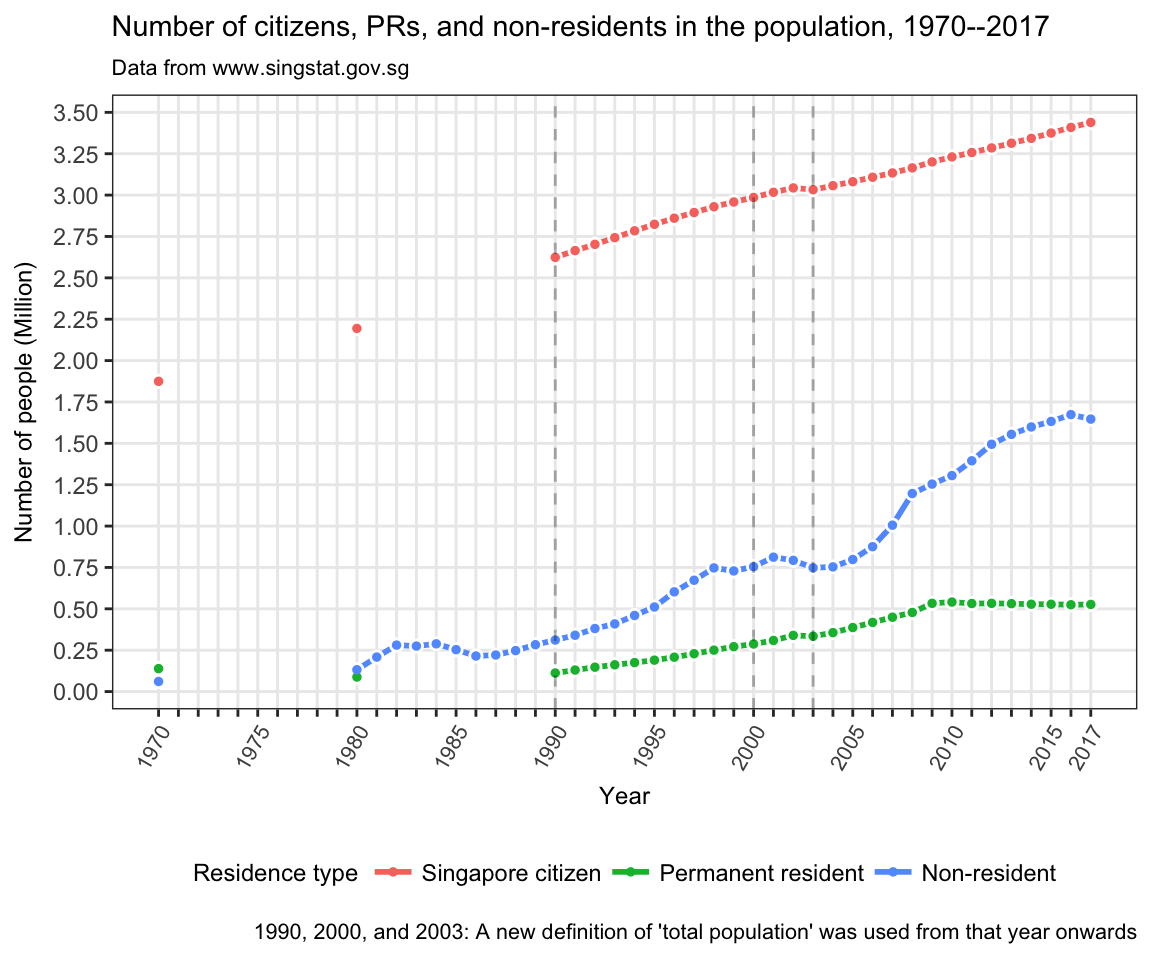 Number of citizens, PRs, and non-residents in the population, 1970--2017
Data from www.singstat.gov.sg
Number of people (Million)
3.50
3.25
3.00
2.75
2.50
2.25
2.00
1.75
1.50
1.25
1.00
0.75
0.50
0.25
0.00
1970 1975 1980 1985 1990 1995 2000 2005 2010 2015 2017
Year
Residence type Singapore citizen Permanent resident Non-resident
1990, 2000, and 2003: A new definition of 'total population' was used from that year onwards